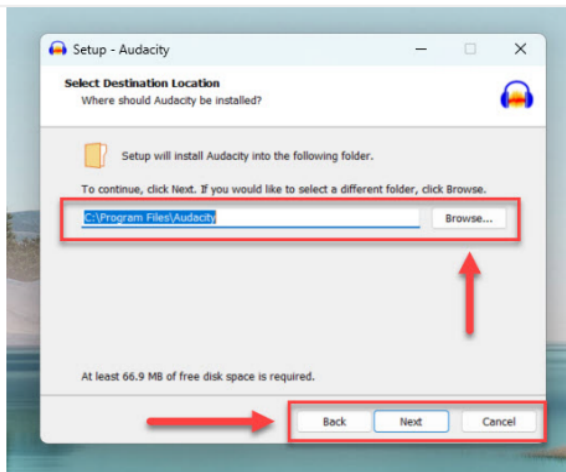 Setup - Audacity
Select Destination Location
Where should Audacity be installed?
Setup will install Audacity into the following folder.
To continue, click Next. If you would like to select a different folder, click Browse.
C:\Program Files\Audacity
Browse...
At least 66.9 MB of free disk space is required.
Back Next Cancel